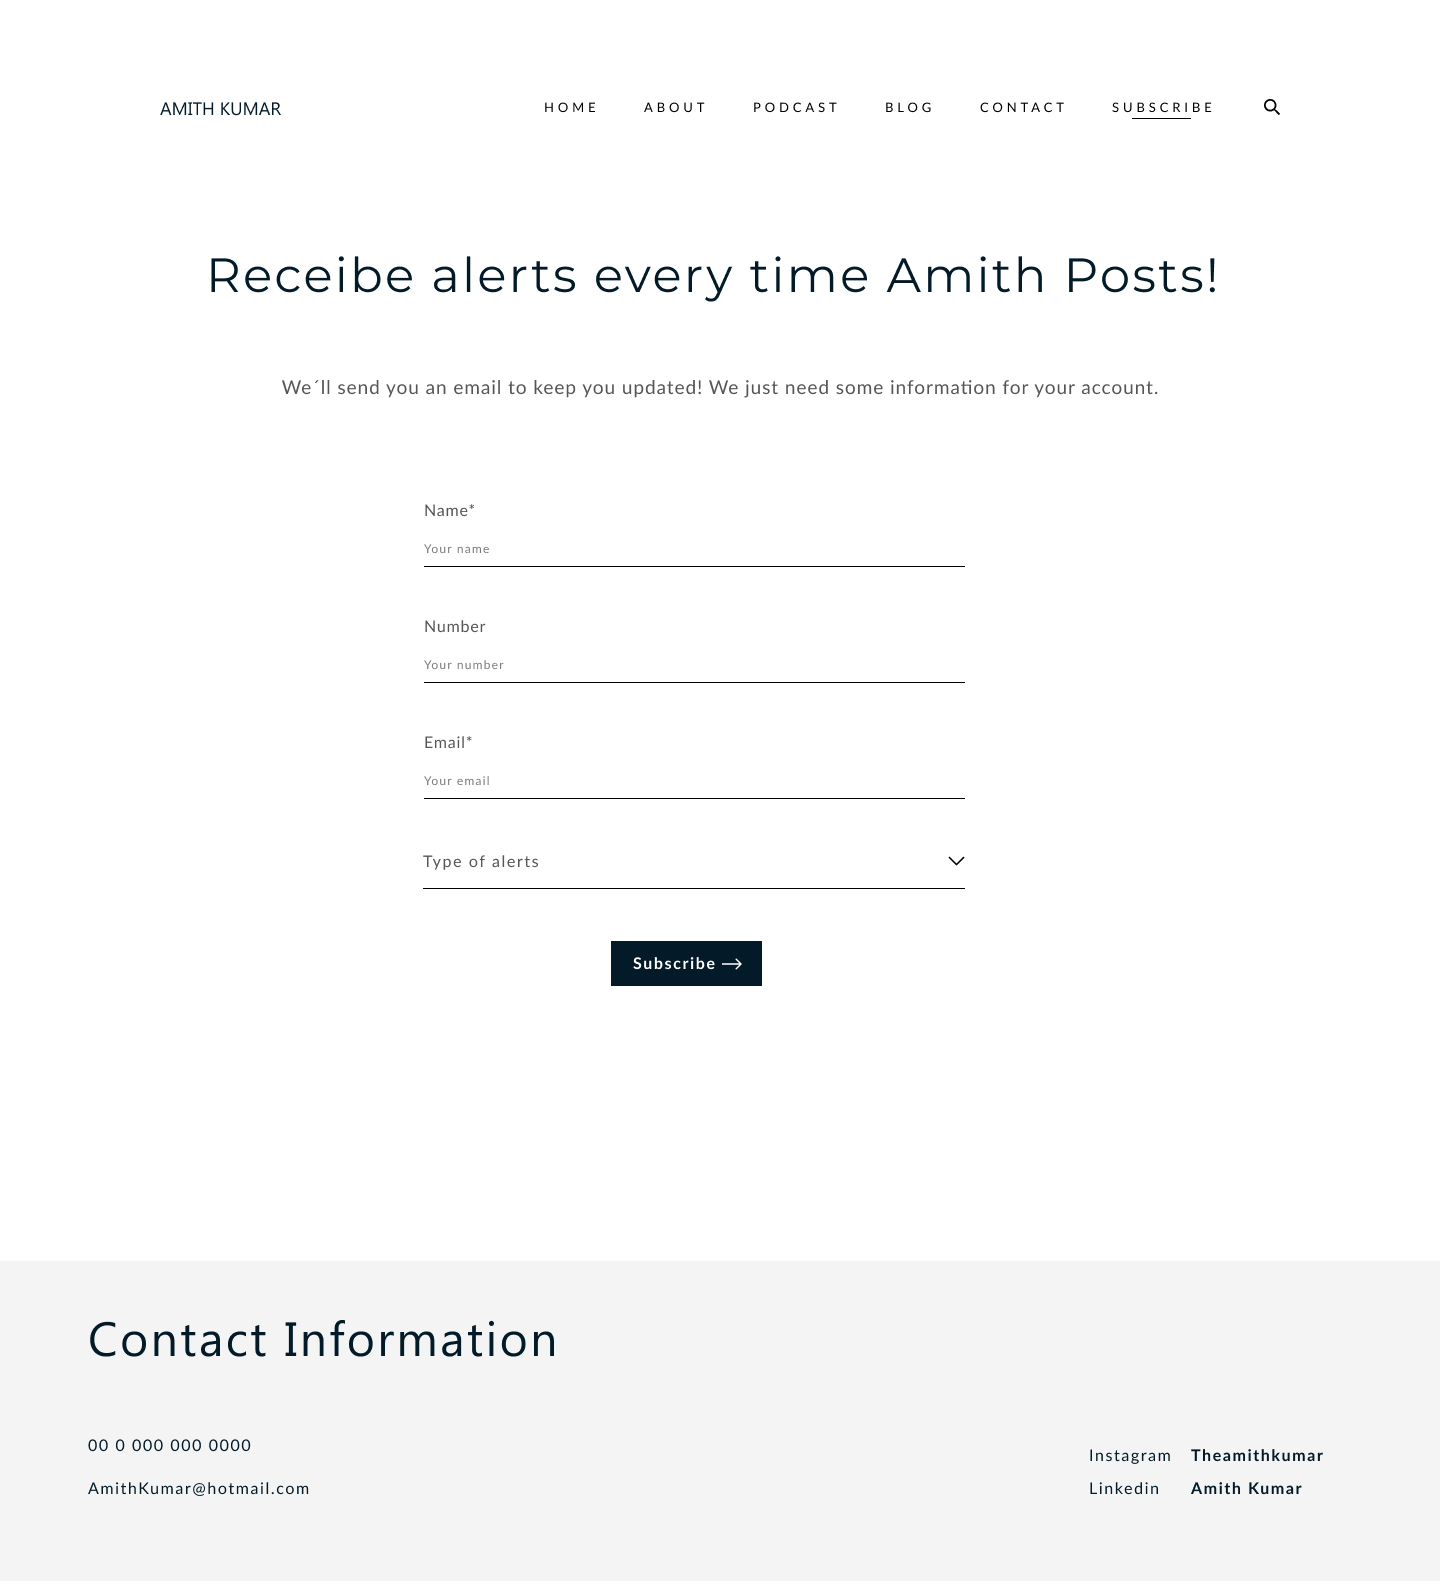 AMITH KUMAR
HOME ABOUT PODCAST BLOG CONTACT SUBSCRIBE
Receibe alerts every time Amith Posts!
We´ll send you an email to keep you updated! We just need some information for your account.
Name*
Your name
Number
Your number
Email*
Your email
Type of alerts
Subscribe
Contact Information
00 0 000 000 0000
AmithKumar@hotmail.com
Instagram Theamithkumar
Linkedin Amith Kumar